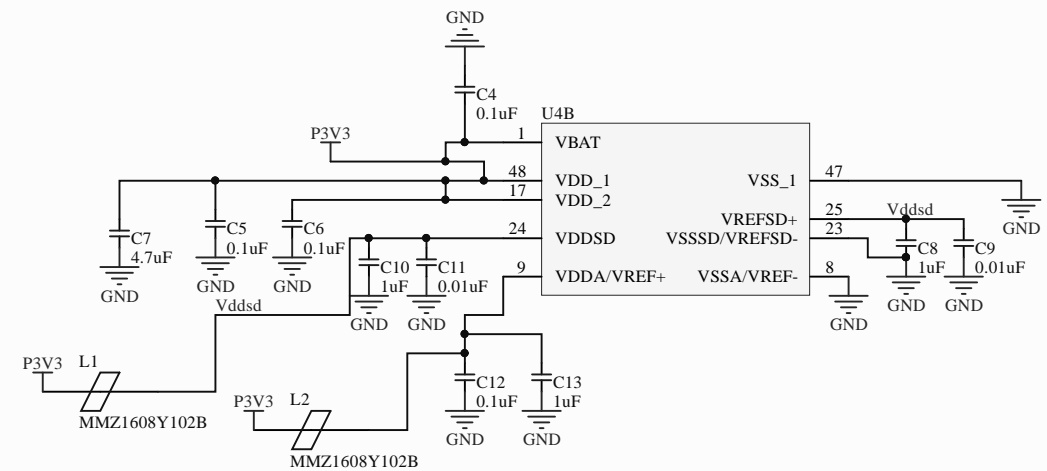 GND
C4
0.1uF
U4B
P3V3
1
VBAT
48
VDD_1
VSS_1
47
17
VDD_2
C7
4.7uF
GND
C5
0.1uF
GND
C6
0.1uF
GND
24
VDDSD
VREFSD+
25
Vddsd
VSSSD/VREFSD-
23
GND
C8
1uF
GND
C9
0.01uF
GND
C10
1uF
GND
C11
0.01uF
GND
9
VDDA/VREF+
VSSA/VREF-
8
GND
Vddsd
P3V3
L1
MMZ1608Y102B
P3V3
L2
MMZ1608Y102B
C12
0.1uF
GND
C13
1uF
GND